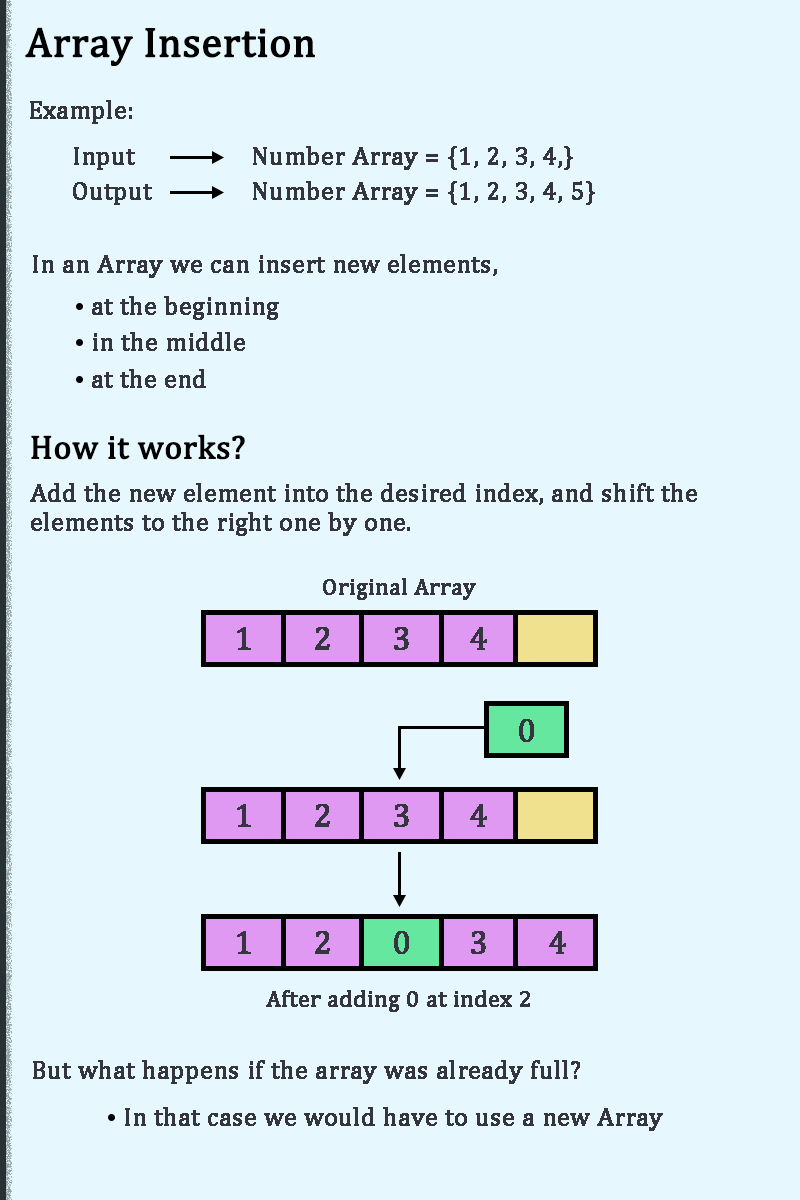 Array Insertion
Example:
Input → Number Array = {1, 2, 3, 4,}
Output → Number Array = {1, 2, 3, 4, 5}
In an Array we can insert new elements,
• at the beginning
• in the middle
• at the end
How it works?
Add the new element into the desired index, and shift the
elements to the right one by one.
Original Array
1 2 3 4
0
1 2 3 4
1 2 0 3 4
After adding 0 at index 2
But what happens if the array was already full?
• In that case we would have to use a new Array